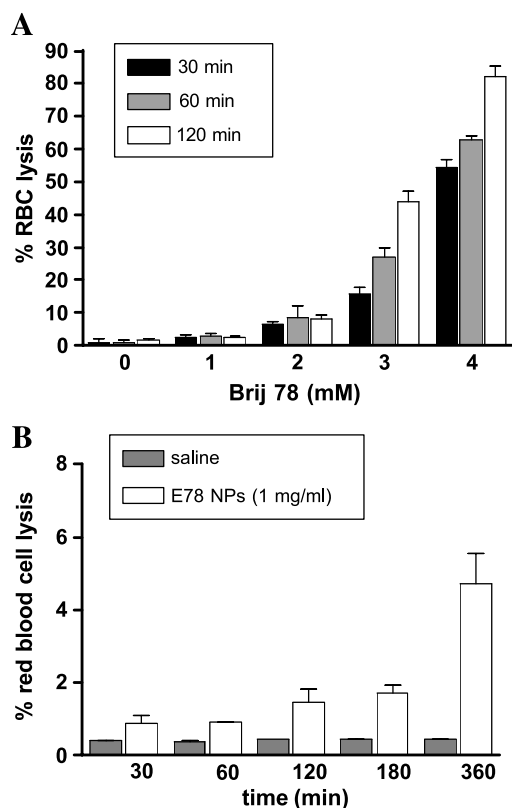 A
90
80
70
60
50
40
30
20
10
0
% RBC lysis
30 min
60 min
120 min
0 1 2 3 4
Brij 78 (mM)
B
8
6
4
2
0
% red blood cell lysis
saline
E78 NPs (1 mg/ml)
30 60 120 180 360
time (min)